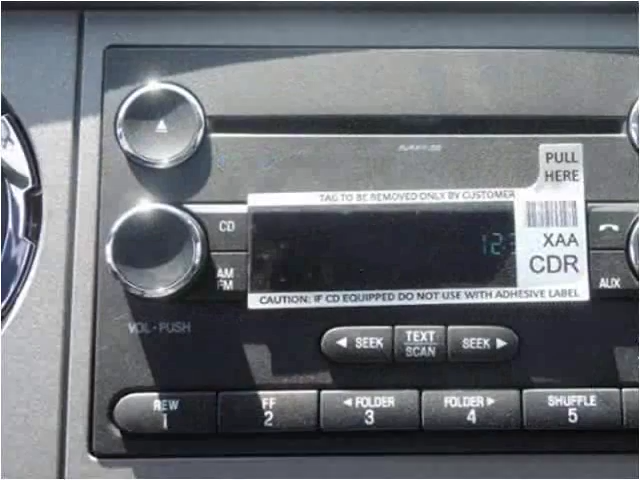 PULL
HERE
TAG TO BE REMOVED ONLY BY CUSTOMER
CD
12:
XAA
CDR
AM
FM
AUX
CAUTION: IF CD EQUIPPED DO NOT USE WITH ADHESIVE LABEL
VOL•PUSH
◄ SEEK
TEXT
SCAN
SEEK ►
REW
1
FF
2
◄ FOLDER
3
FOLDER ►
4
SHUFFLE
5